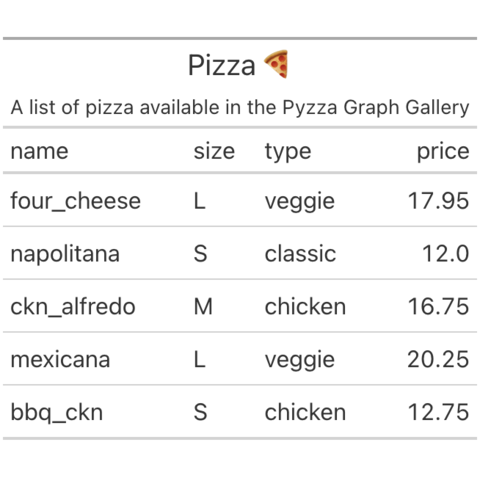 Pizza 🍕
A list of pizza available in the Pyzza Graph Gallery
name size type price
four_cheese L veggie 17.95
napolitana S classic 12.0
ckn_alfredo M chicken 16.75
mexicana L veggie 20.25
bbq_ckn S chicken 12.75